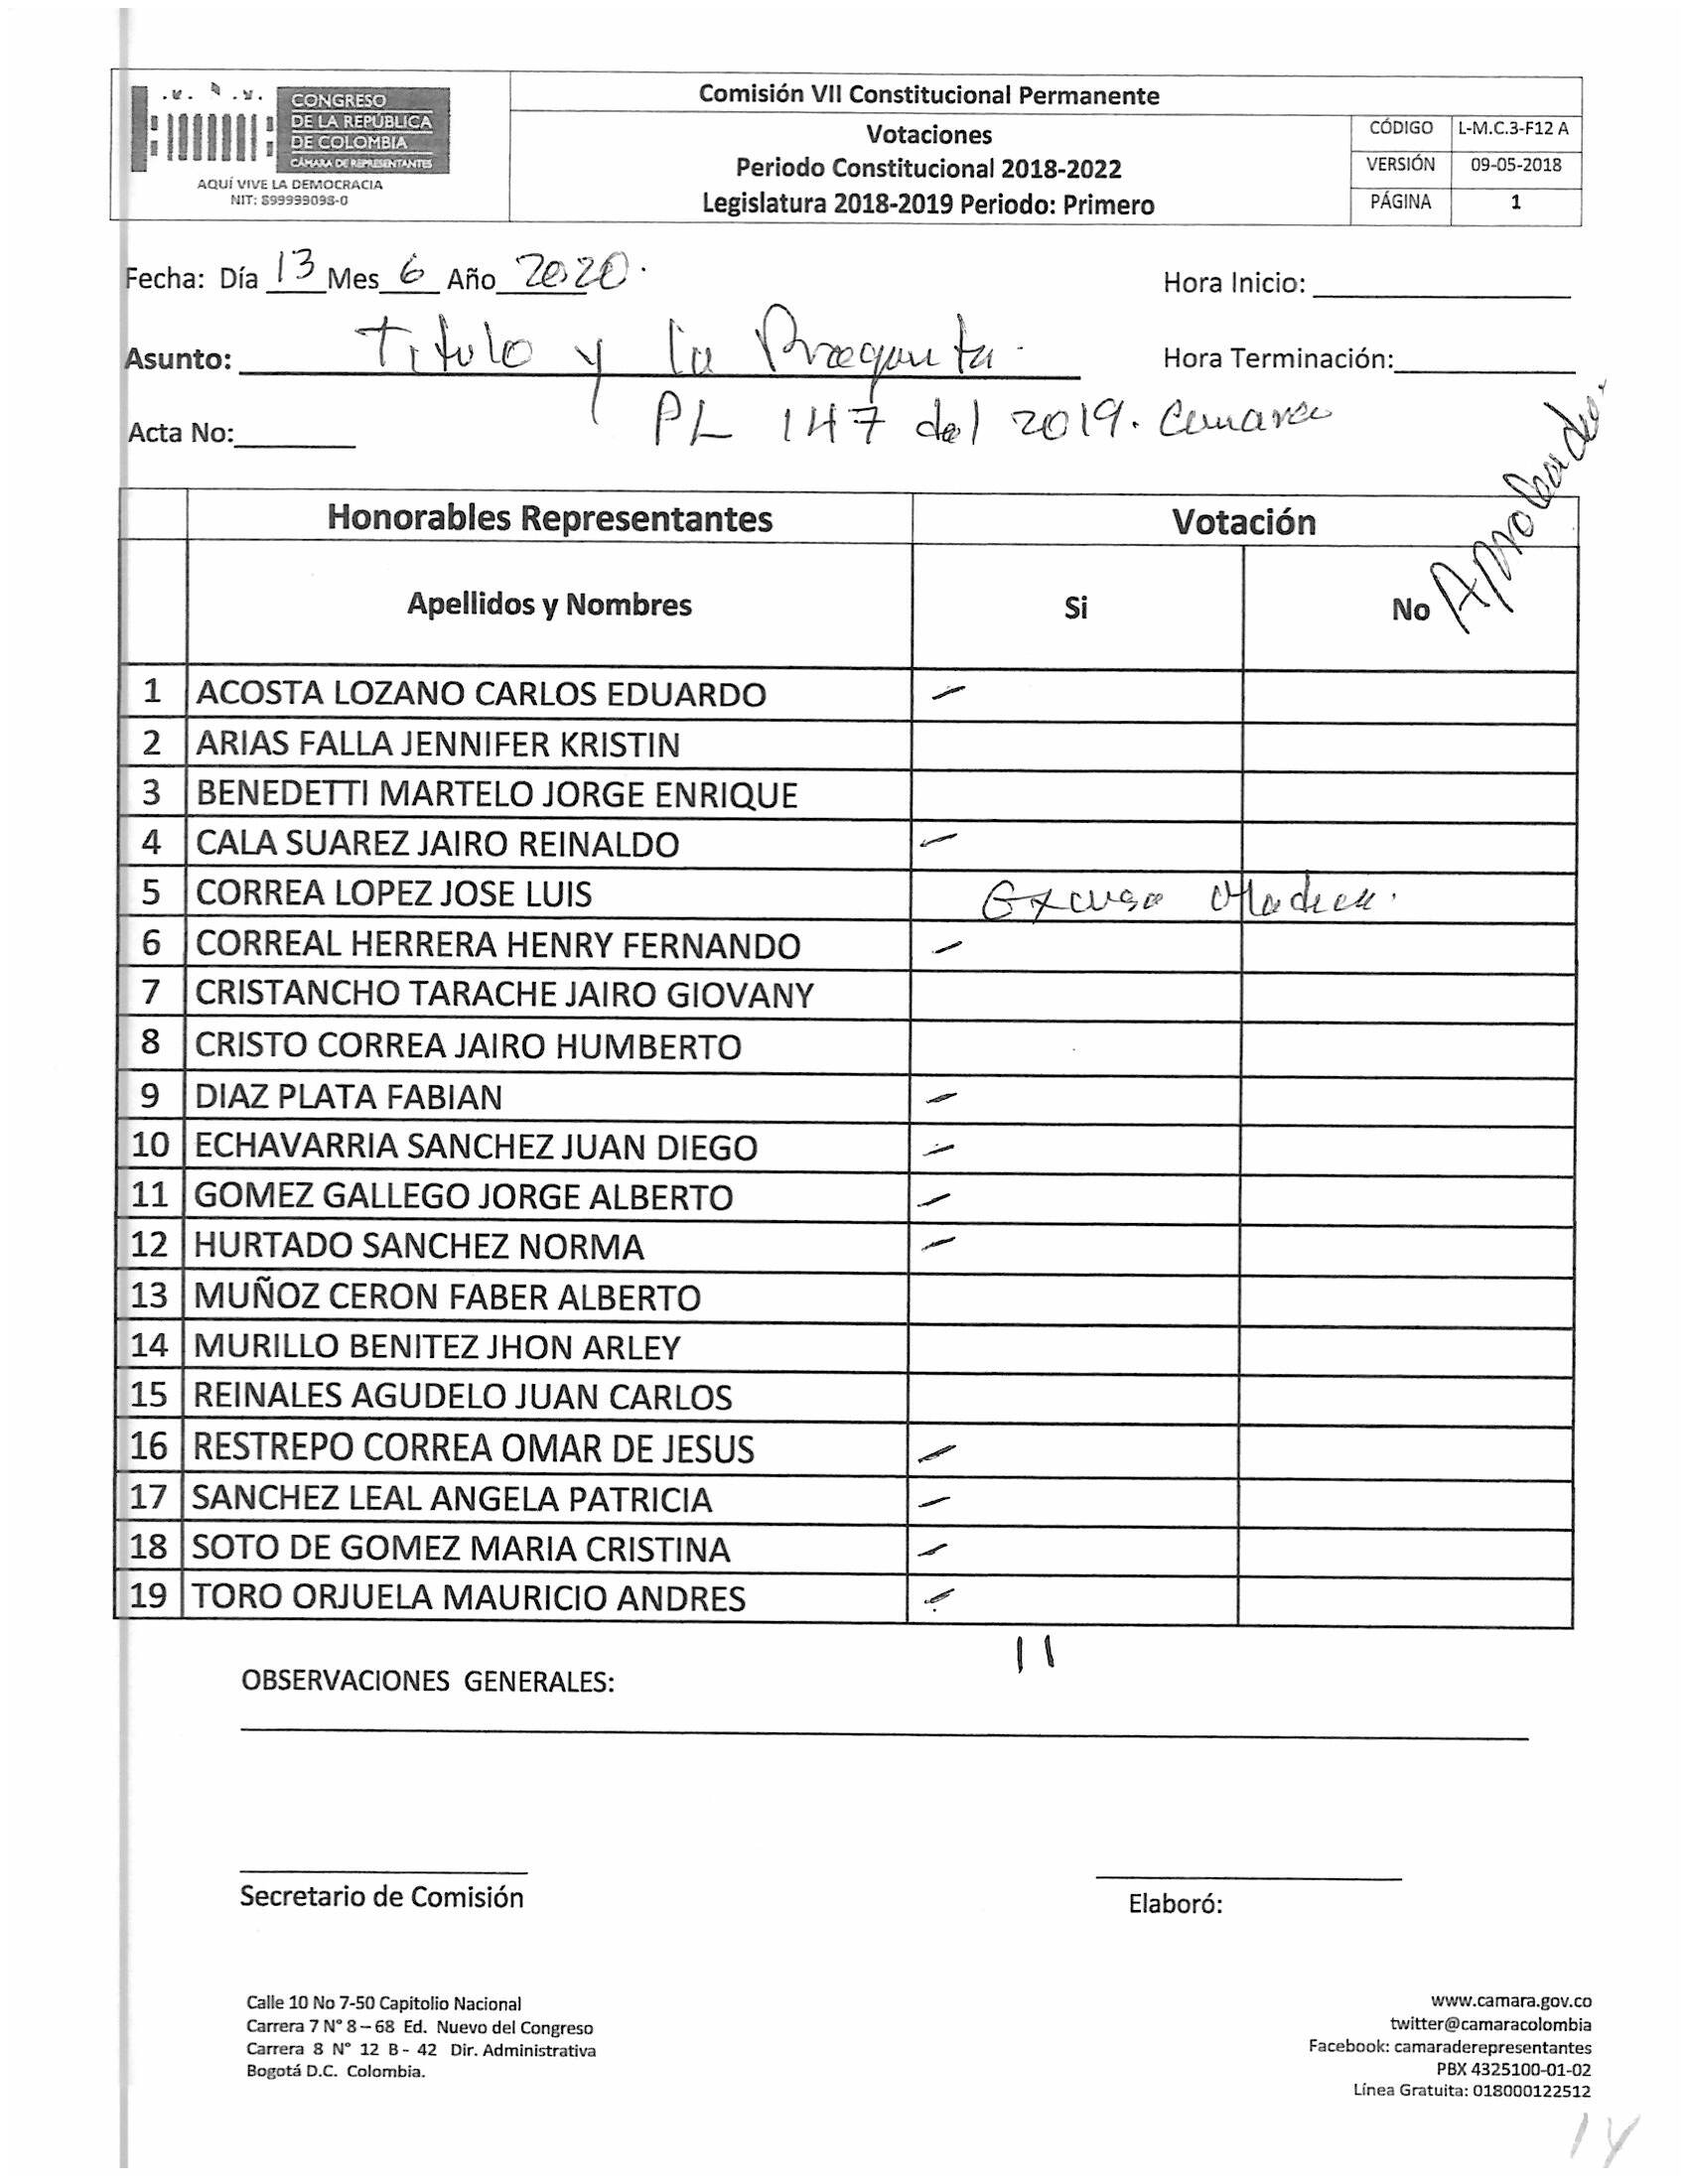 CONGRESO
DE LA REPÚBLICA
DE COLOMBIA
CÁMARA DE REPRESENTANTES
AQUÍ VIVE LA DEMOCRACIA
NIT: 899999098-0
Comisión VII Constitucional Permanente
Votaciones
Periodo Constitucional 2018-2022
Legislatura 2018-2019 Periodo: Primero
CÓDIGO L-M.C.3-F12 A
VERSIÓN 09-05-2018
PÁGINA 1
Fecha: Día 13 Mes 6 Año 2020.
Hora Inicio:
Asunto: Titulo y la Pregunta.
Hora Terminación:
Acta No:
PL 147 del 2019. Camara
Aprobado.
Honorables Representantes Votación
Apellidos y Nombres Si No
1 ACOSTA LOZANO CARLOS EDUARDO
2 ARIAS FALLA JENNIFER KRISTIN
3 BENEDETTI MARTELO JORGE ENRIQUE
4 CALA SUAREZ JAIRO REINALDO
5 CORREA LOPEZ JOSE LUIS Excusa Medica.
6 CORREAL HERRERA HENRY FERNANDO
7 CRISTANCHO TARACHE JAIRO GIOVANY
8 CRISTO CORREA JAIRO HUMBERTO
9 DIAZ PLATA FABIAN
10 ECHAVARRIA SANCHEZ JUAN DIEGO
11 GOMEZ GALLEGO JORGE ALBERTO
12 HURTADO SANCHEZ NORMA
13 MUÑOZ CERON FABER ALBERTO
14 MURILLO BENITEZ JHON ARLEY
15 REINALES AGUDELO JUAN CARLOS
16 RESTREPO CORREA OMAR DE JESUS
17 SANCHEZ LEAL ANGELA PATRICIA
18 SOTO DE GOMEZ MARIA CRISTINA
19 TORO ORJUELA MAURICIO ANDRES
11
OBSERVACIONES GENERALES:
Secretario de Comisión
Elaboró:
Calle 10 No 7-50 Capitolio Nacional
Carrera 7 N° 8 – 68 Ed. Nuevo del Congreso
Carrera 8 N° 12 B - 42 Dir. Administrativa
Bogotá D.C. Colombia.
www.camara.gov.co
twitter@camaracolombia
Facebook: camaraderepresentantes
PBX 4325100-01-02
Línea Gratuita: 018000122512
14